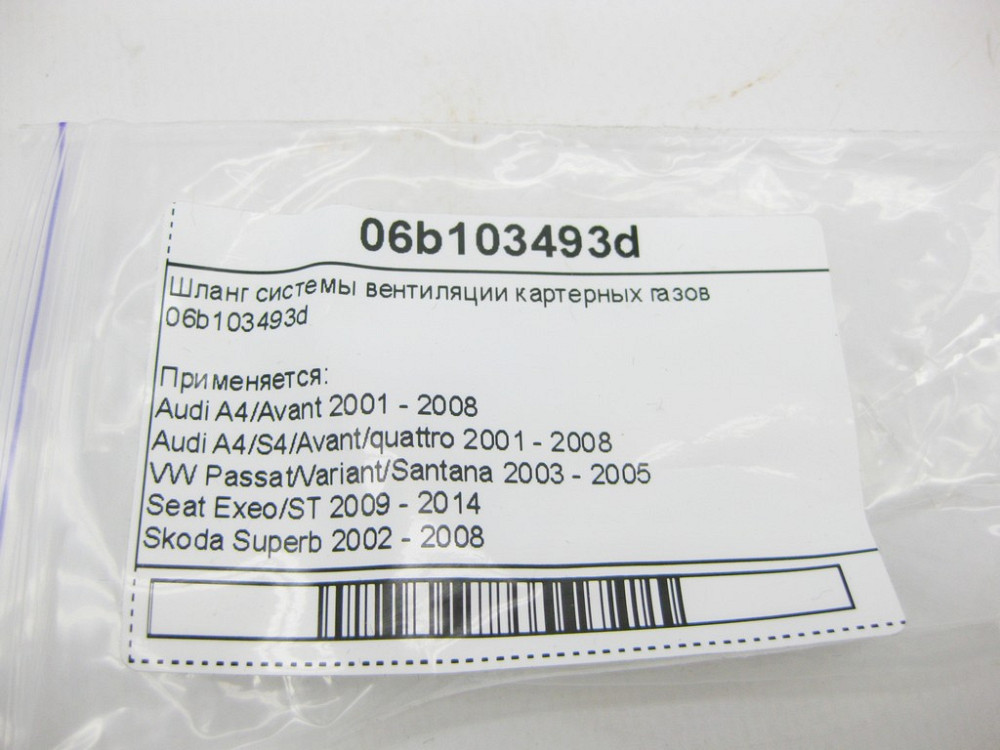 06b103493d
Шланг системы вентиляции картерных газов
06b103493d
Применяется:
Audi A4/Avant 2001 - 2008
Audi A4/S4/Avant/quattro 2001 - 2008
VW Passat/Variant/Santana 2003 - 2005
Seat Exeo/ST 2009 - 2014
Skoda Superb 2002 - 2008